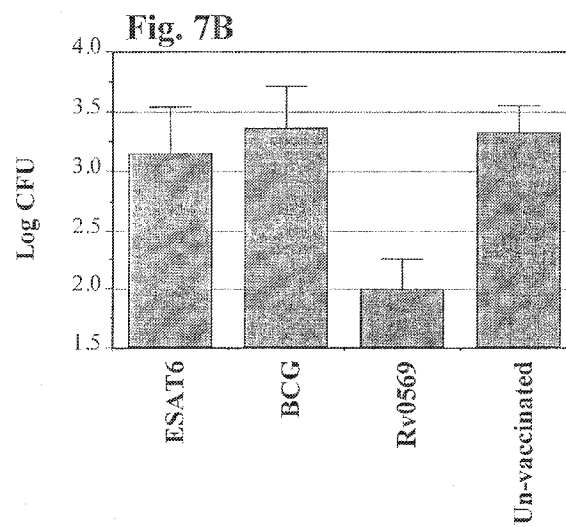 Fig. 7B
4.0
3.5
3.0
2.5
2.0
1.5
Log CFU
ESAT6
BCG
Rv0569
Un-vaccinated